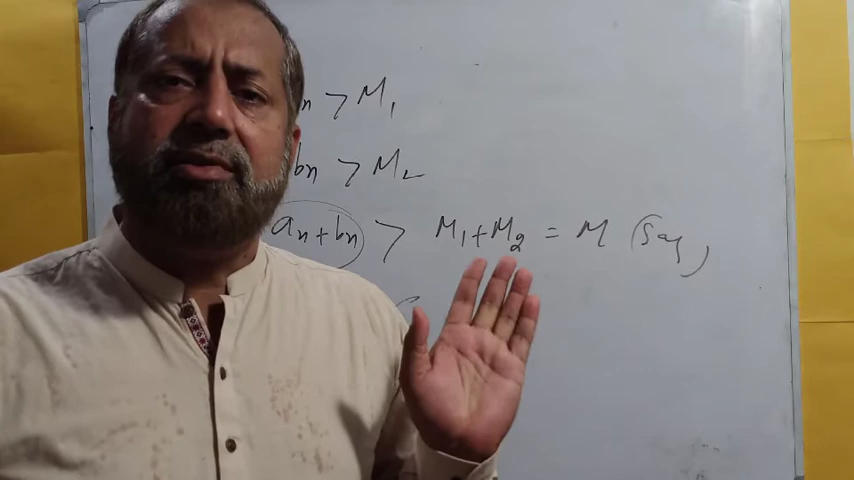 n > M₁
bn > M₂
an + bn > M₁ + M₂ = M (Say)